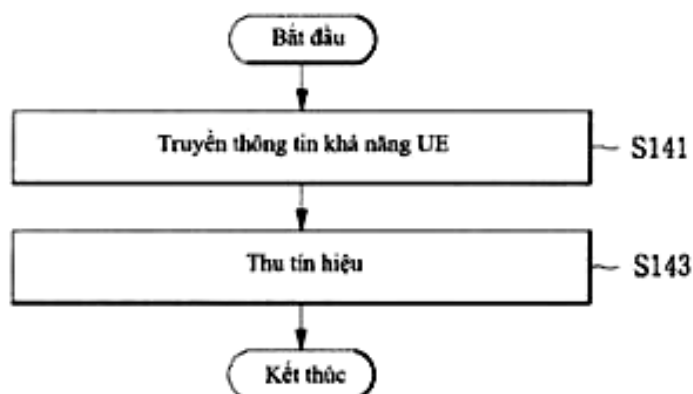 Bắt đầu
Truyền thông tin khả năng UE
S141
Thu tín hiệu
S143
Kết thúc